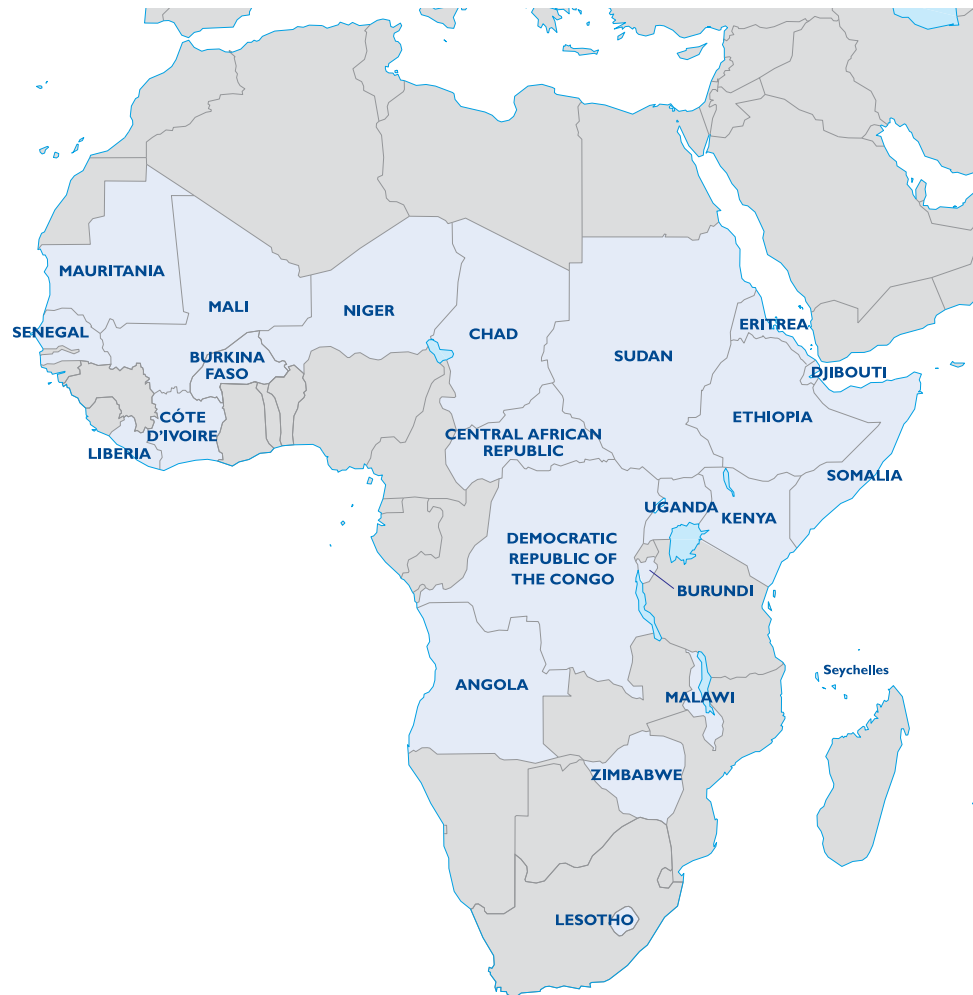 MAURITANIA
MALI
NIGER
SENEGAL
CHAD
ERITREA
SUDAN
BURKINA
FASO
DJIBOUTI
CÓTE
D'IVOIRE
ETHIOPIA
CENTRAL AFRICAN
REPUBLIC
LIBERIA
SOMALIA
UGANDA
KENYA
DEMOCRATIC
REPUBLIC OF
THE CONGO
BURUNDI
Seychelles
ANGOLA
MALAWI
ZIMBABWE
LESOTHO